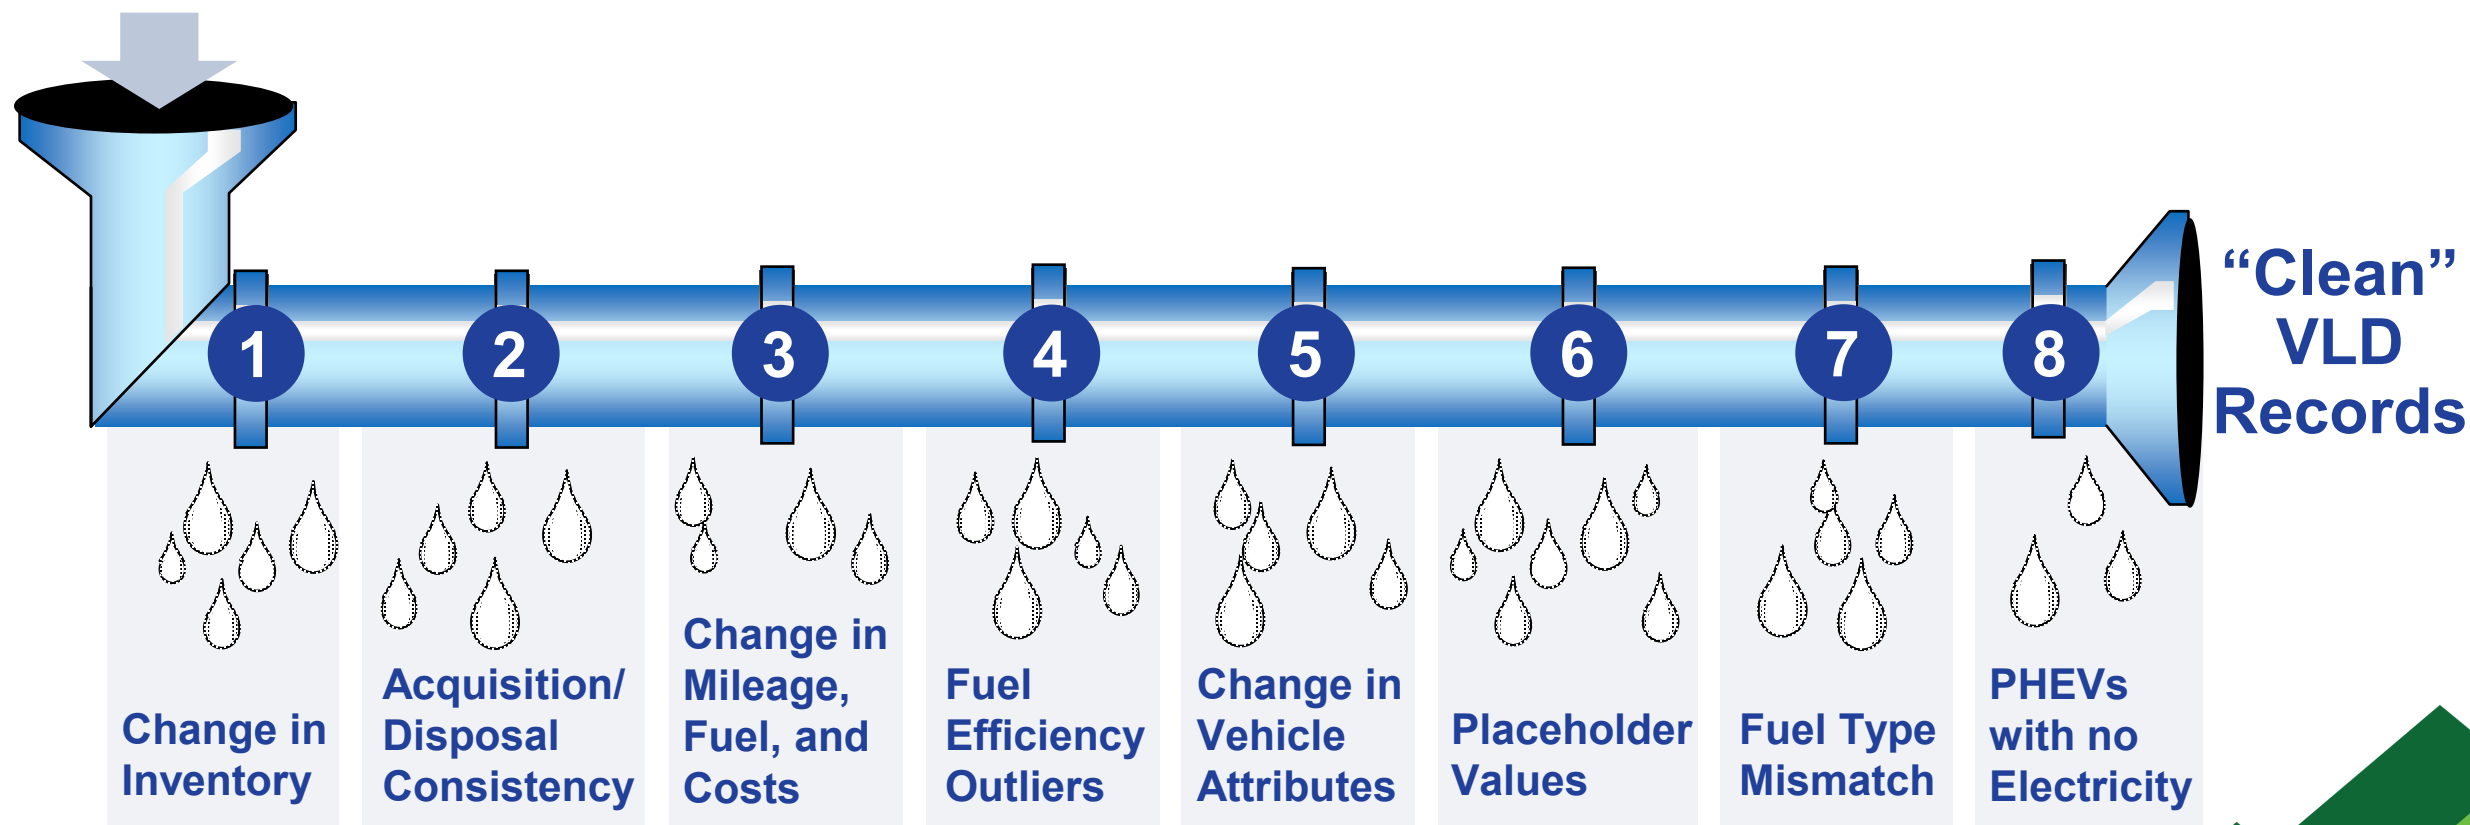 1
2
3
4
5
6
7
8
“Clean”
VLD
Records
Change in
Inventory
Acquisition/
Disposal
Consistency
Change in
Mileage,
Fuel, and
Costs
Fuel
Efficiency
Outliers
Change in
Vehicle
Attributes
Placeholder
Values
Fuel Type
Mismatch
PHEVs
with no
Electricity